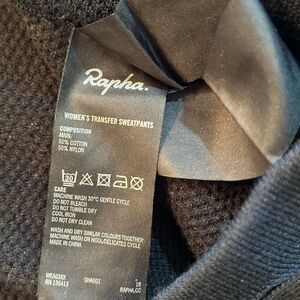 Rapha.
WOMEN'S TRANSFER SWEATPANTS
COMPOSITION
MAIN:
50% COTTON
50% NYLON
30
CARE
MACHINE WASH 30°C GENTLE CYCLE
DO NOT BLEACH
DO NOT TUMBLE DRY
COOL IRON
DO NOT DRY CLEAN
WASH AND DRY SIMILAR COLOURS TOGETHER
MACHINE WASH ON WOOL/DELICATES CYCLE
MADE IN CHINA
SHA001
RAPHA.CC